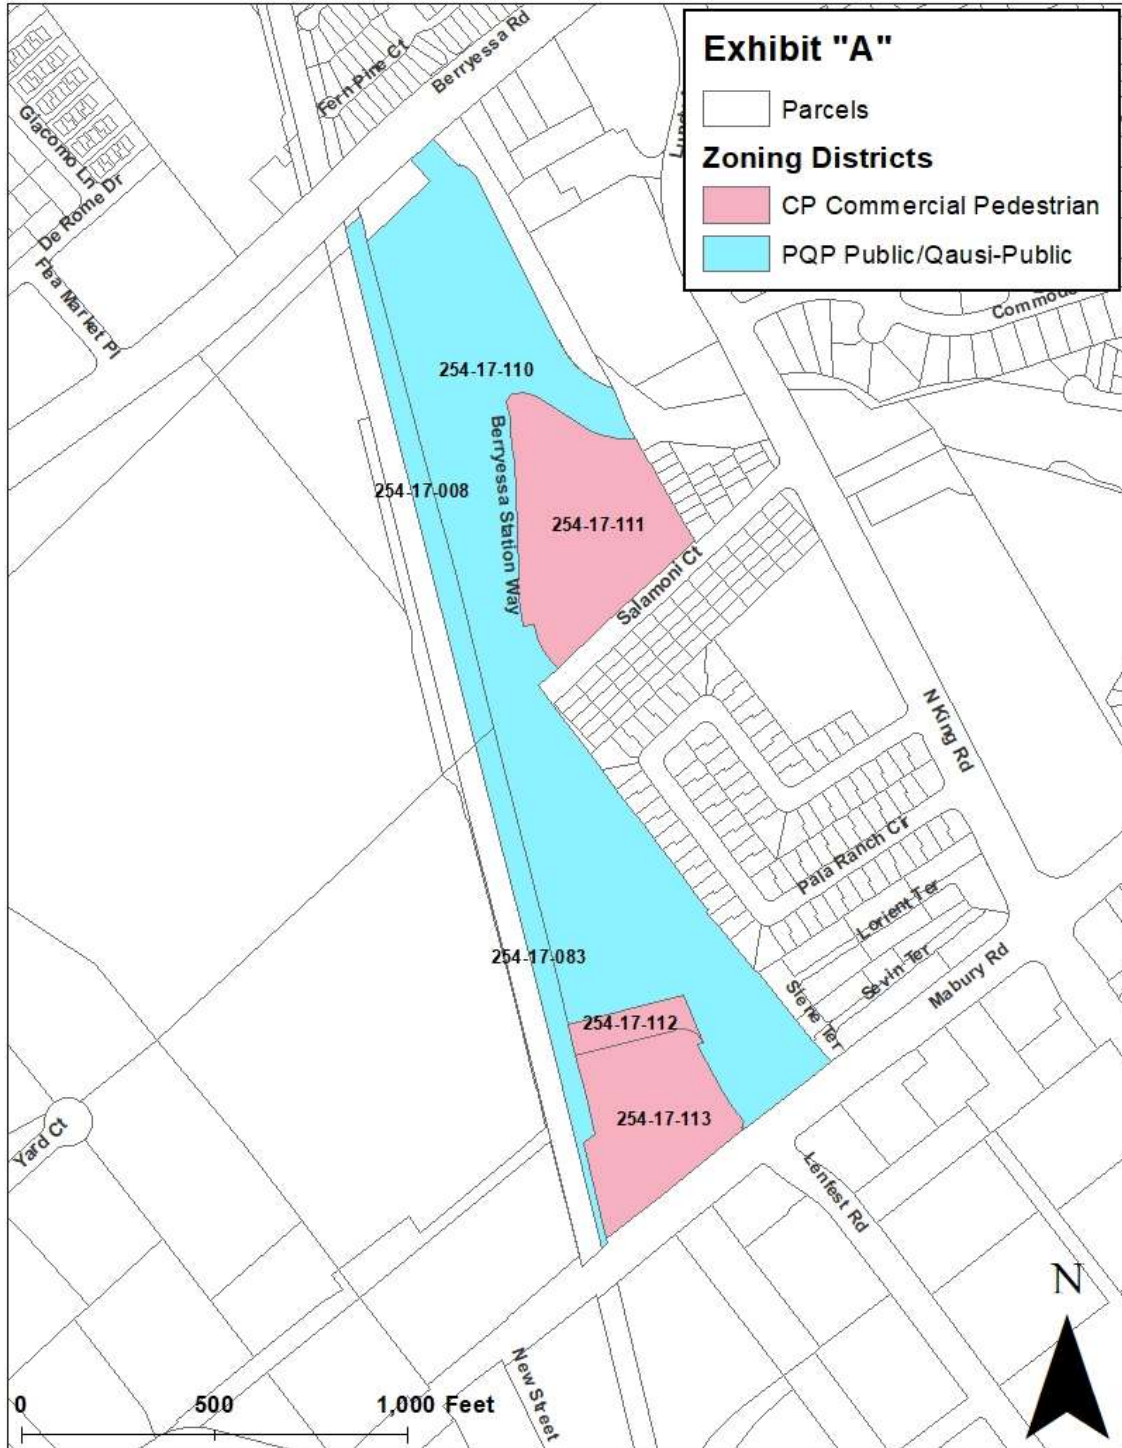 Exhibit "A"
Parcels
Zoning Districts
CP Commercial Pedestrian
PQP Public/Qausi-Public
Fern Pine Ct
Berryessa Rd
Giacomo Ln
De Rome Dr
Flea Market Pl
254-17-110
Berryessa Station Way
254-17-008
254-17-111
Salamoni Ct
N King Rd
Pala Ranch Cir
Lorient Ter
Sevin Ter
Mabury Rd
254-17-083
Siene Ter
254-17-112
254-17-113
Yard Ct
Lenfest Rd
N
New Street
0 500 1,000 Feet